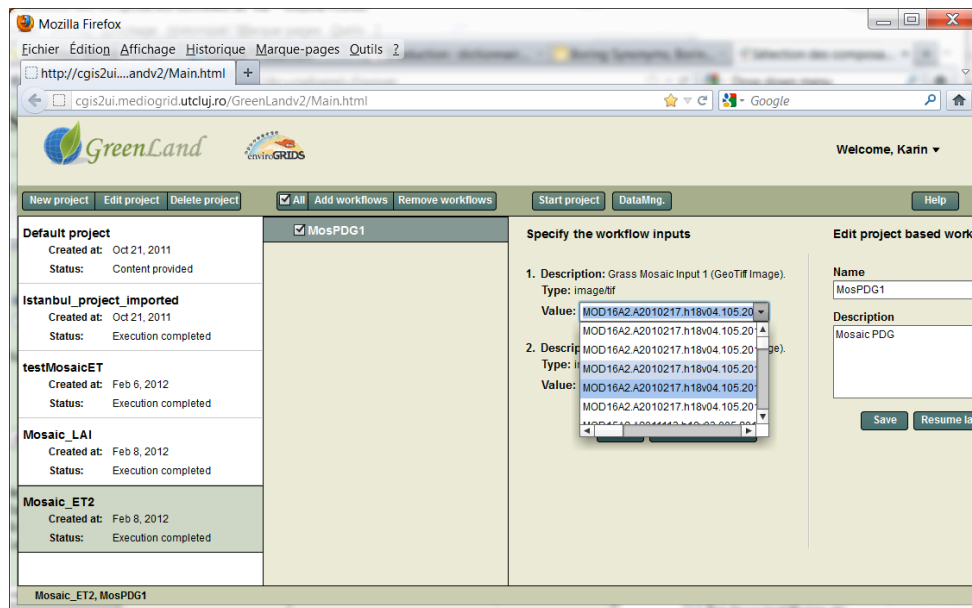 Mozilla Firefox
Fichier Édition Affichage Historique Marque-pages Outils ?
http://cgis2ui....andv2/Main.html +
cgis2ui.mediogrid.utcluj.ro/GreenLandv2/Main.html Google
GreenLand enviroGRIDS Welcome, Karin
New project Edit project Delete project All Add workflows Remove workflows Start project DataMng. Help
Default project
Created at: Oct 21, 2011
Status: Content provided
Istanbul_project_imported
Created at: Oct 21, 2011
Status: Execution completed
testMosaicET
Created at: Feb 6, 2012
Status: Execution completed
Mosaic_LAI
Created at: Feb 8, 2012
Status: Execution completed
Mosaic_ET2
Created at: Feb 8, 2012
Status: Execution completed
MosPDG1
Specify the workflow inputs
1. Description: Grass Mosaic Input 1 (GeoTiff Image).
Type: image/tif
Value: MOD16A2.A2010217.h18v04.105.20
MOD16A2.A2010217.h18v04.105.20
MOD16A2.A2010217.h18v04.105.201
MOD16A2.A2010217.h18v04.105.201
MOD16A2.A2010217.h18v04.105.201
MOD16A2.A2010217.h18v04.105.201
2. Descrip ge).
Type: i
Value:
Edit project based work
Name
MosPDG1
Description
Mosaic PDG
Save Resume la
Mosaic_ET2, MosPDG1